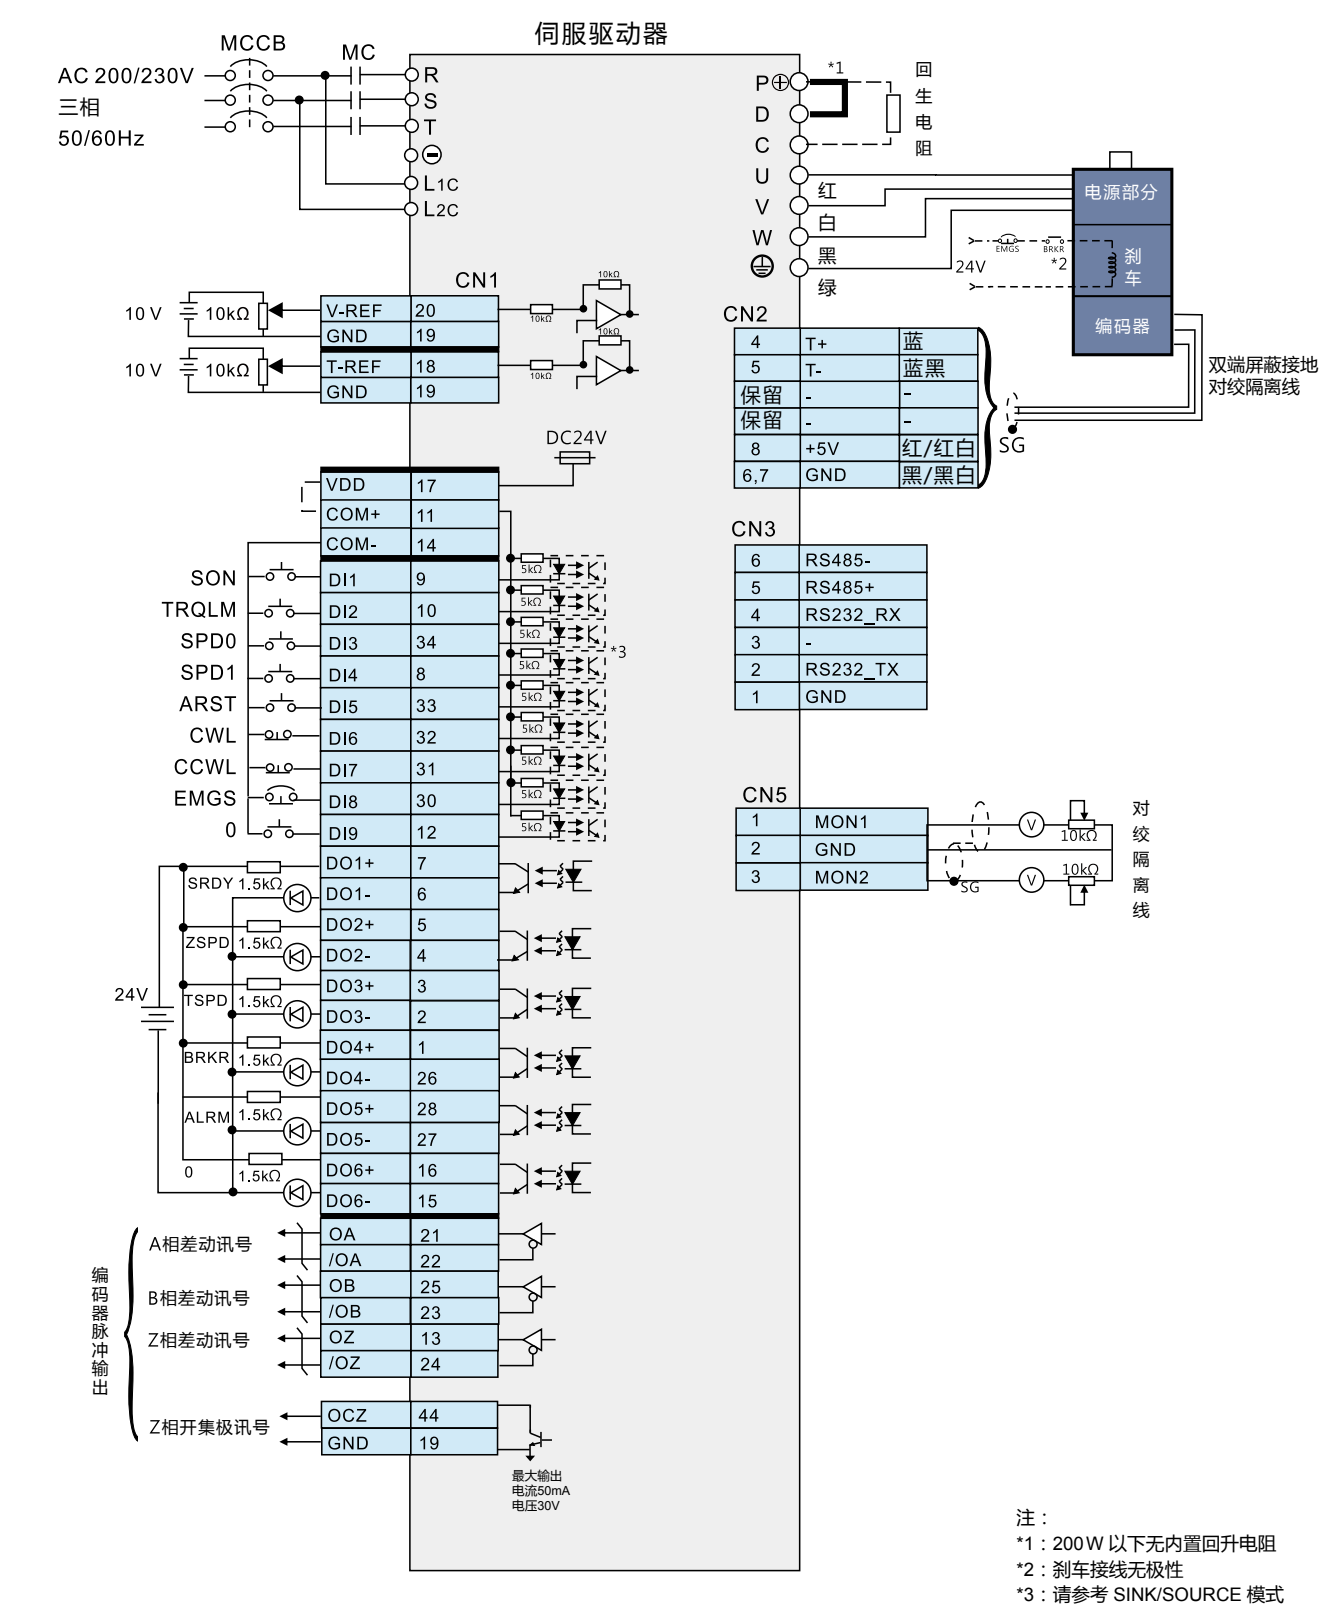 伺服驱动器
MCCB
MC
AC 200/230V
三相
50/60Hz
R
S
T
L1C
L2C
P
D
C
U
V
W
*1
回生电阻
红
白
黑
绿
电源部分
EMGS
BRKR
24V
*2
刹车
编码器
双端屏蔽接地
对绞隔离线
CN1
10 V
10kΩ
V-REF 20
GND 19
10kΩ
10kΩ
10 V
10kΩ
T-REF 18
GND 19
10kΩ
10kΩ
DC24V
VDD 17
COM+ 11
COM- 14
SON DI1 9 5kΩ
TRQLM DI2 10 5kΩ
SPD0 DI3 34 5kΩ
*3
SPD1 DI4 8 5kΩ
ARST DI5 33 5kΩ
CWL DI6 32 5kΩ
CCWL DI7 31 5kΩ
EMGS DI8 30 5kΩ
0 DI9 12 5kΩ
DO1+ 7
SRDY 1.5kΩ
DO1- 6
DO2+ 5
ZSPD 1.5kΩ
DO2- 4
DO3+ 3
24V
TSPD 1.5kΩ
DO3- 2
DO4+ 1
BRKR 1.5kΩ
DO4- 26
DO5+ 28
ALRM 1.5kΩ
DO5- 27
DO6+ 16
0 1.5kΩ
DO6- 15
编码器脉冲输出
A相差动讯号
OA 21
/OA 22
B相差动讯号
OB 25
/OB 23
Z相差动讯号
OZ 13
/OZ 24
Z相开集极讯号
OCZ 44
GND 19
最大输出
电流50mA
电压30V
CN2
4 T+ 蓝
5 T- 蓝黑
保留 - -
保留 - -
8 +5V 红/红白
6,7 GND 黑/黑白
SG
CN3
6 RS485-
5 RS485+
4 RS232_RX
3 -
2 RS232_TX
1 GND
CN5
1 MON1
2 GND
3 MON2
V
10kΩ
SG
V
10kΩ
对绞隔离线
注：
*1：200W 以下无内置回升电阻
*2：刹车接线无极性
*3：请参考 SINK/SOURCE 模式